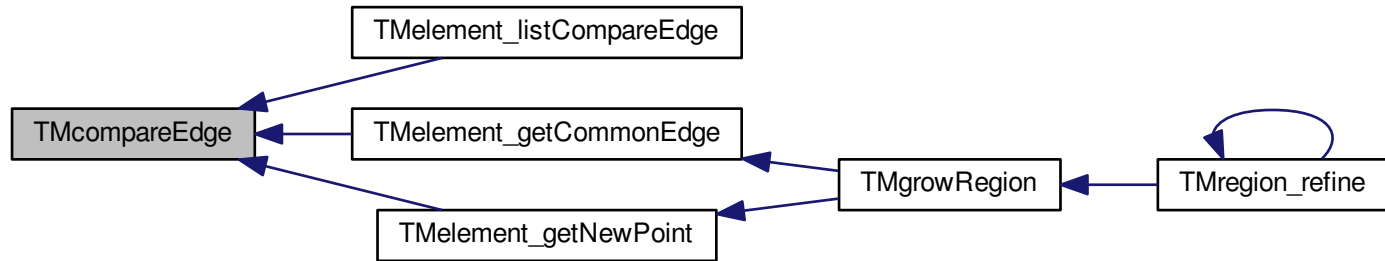 TMelement_listCompareEdge
TMcompareEdge
TMelement_getCommonEdge
TMgrowRegion
TMregion_refine
TMelement_getNewPoint